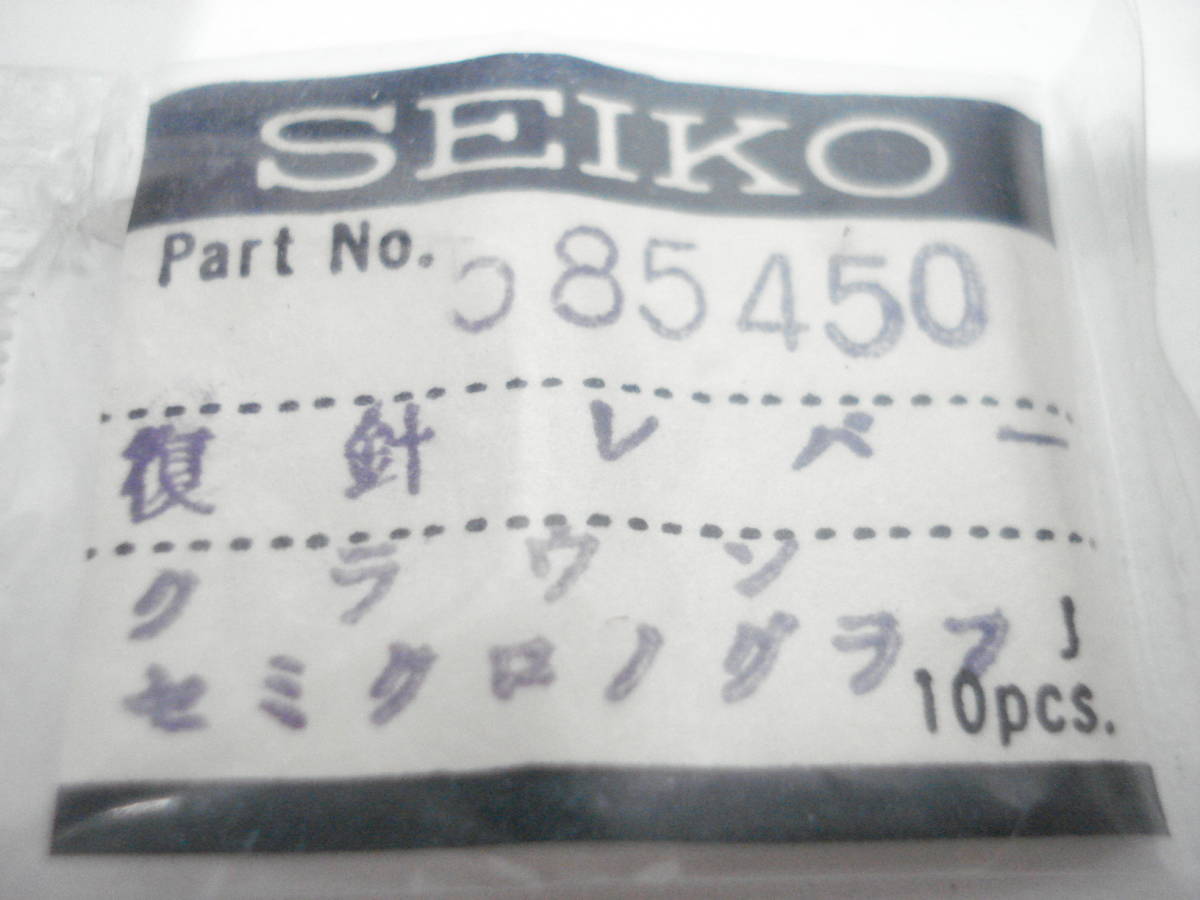 SEIKO
Part No. 585450
復針レバー
クラウン
セミクロノグラフ J
10pcs.